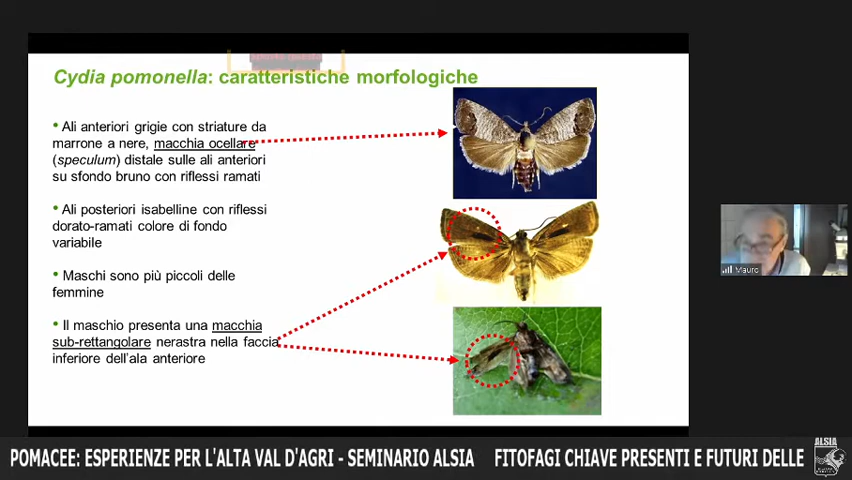 Cydia pomonella: caratteristiche morfologiche
• Ali anteriori grigie con striature da
marrone a nere, macchia ocellare
(speculum) distale sulle ali anteriori
su sfondo bruno con riflessi ramati
• Ali posteriori isabelline con riflessi
dorato-ramati colore di fondo
variabile
• Maschi sono più piccoli delle
femmine
• Il maschio presenta una macchia
sub-rettangolare nerastra nella faccia
inferiore dell'ala anteriore
Mauro
ALSIA
POMACEE: ESPERIENZE PER L'ALTA VAL D'AGRI - SEMINARIO ALSIA FITOFAGI CHIAVE PRESENTI E FUTURI DELLE